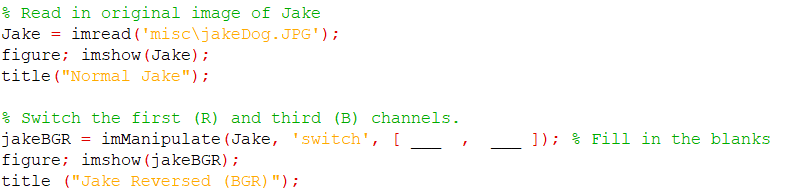 % Read in original image of Jake
Jake = imread('misc\jakeDog.JPG');
figure; imshow(Jake);
title("Normal Jake");
% Switch the first (R) and third (B) channels.
jakeBGR = imManipulate(Jake, 'switch', [ ___ , ___ ]); % Fill in the blanks
figure; imshow(jakeBGR);
title ("Jake Reversed (BGR)");